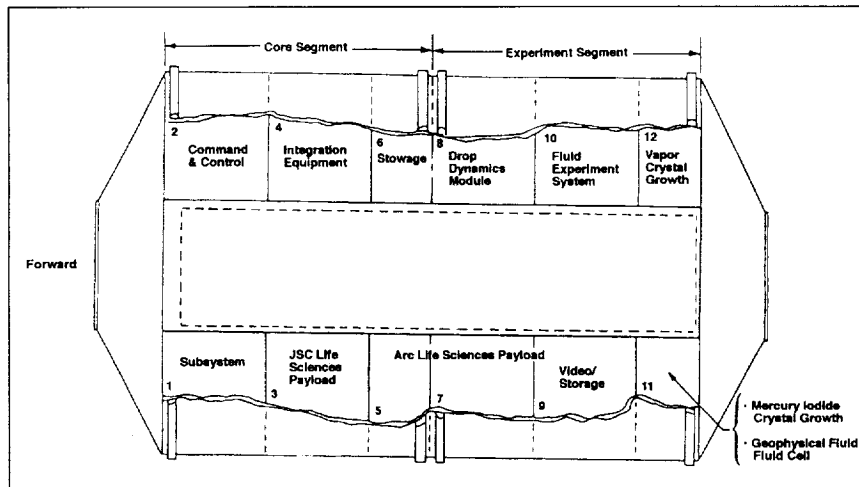 Core Segment
Experiment Segment
2
4
6
8
10
12
Command
& Control
Integration
Equipment
Stowage
Drop
Dynamics
Module
Fluid
Experiment
System
Vapor
Crystal
Growth
Forward
Subsystem
JSC Life
Sciences
Payload
Arc Life Sciences Payload
Video/
Storage
1
3
5
7
9
11
· Mercury Iodide
Crystal Growth
· Geophysical Fluid
Fluid Cell